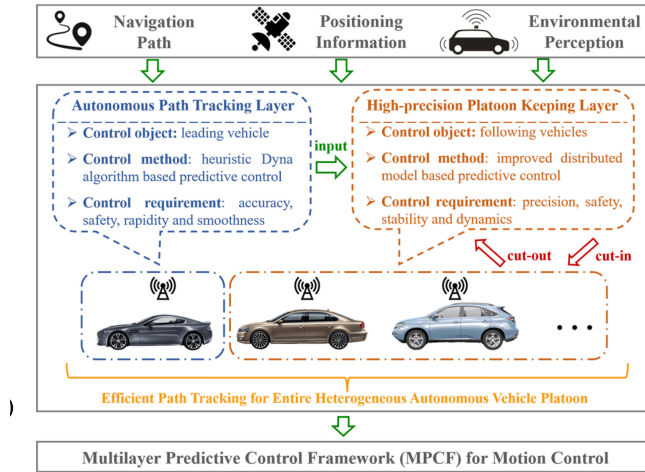 Navigation Path
Positioning Information
Environmental Perception
Autonomous Path Tracking Layer
➤ Control object: leading vehicle
➤ Control method: heuristic Dyna
algorithm based predictive control
➤ Control requirement: accuracy,
safety, rapidity and smoothness
input
High-precision Platoon Keeping Layer
➤ Control object: following vehicles
➤ Control method: improved distributed
model based predictive control
➤ Control requirement: precision, safety,
stability and dynamics
cut-out
cut-in
Efficient Path Tracking for Entire Heterogeneous Autonomous Vehicle Platoon
)
Multilayer Predictive Control Framework (MPCF) for Motion Control